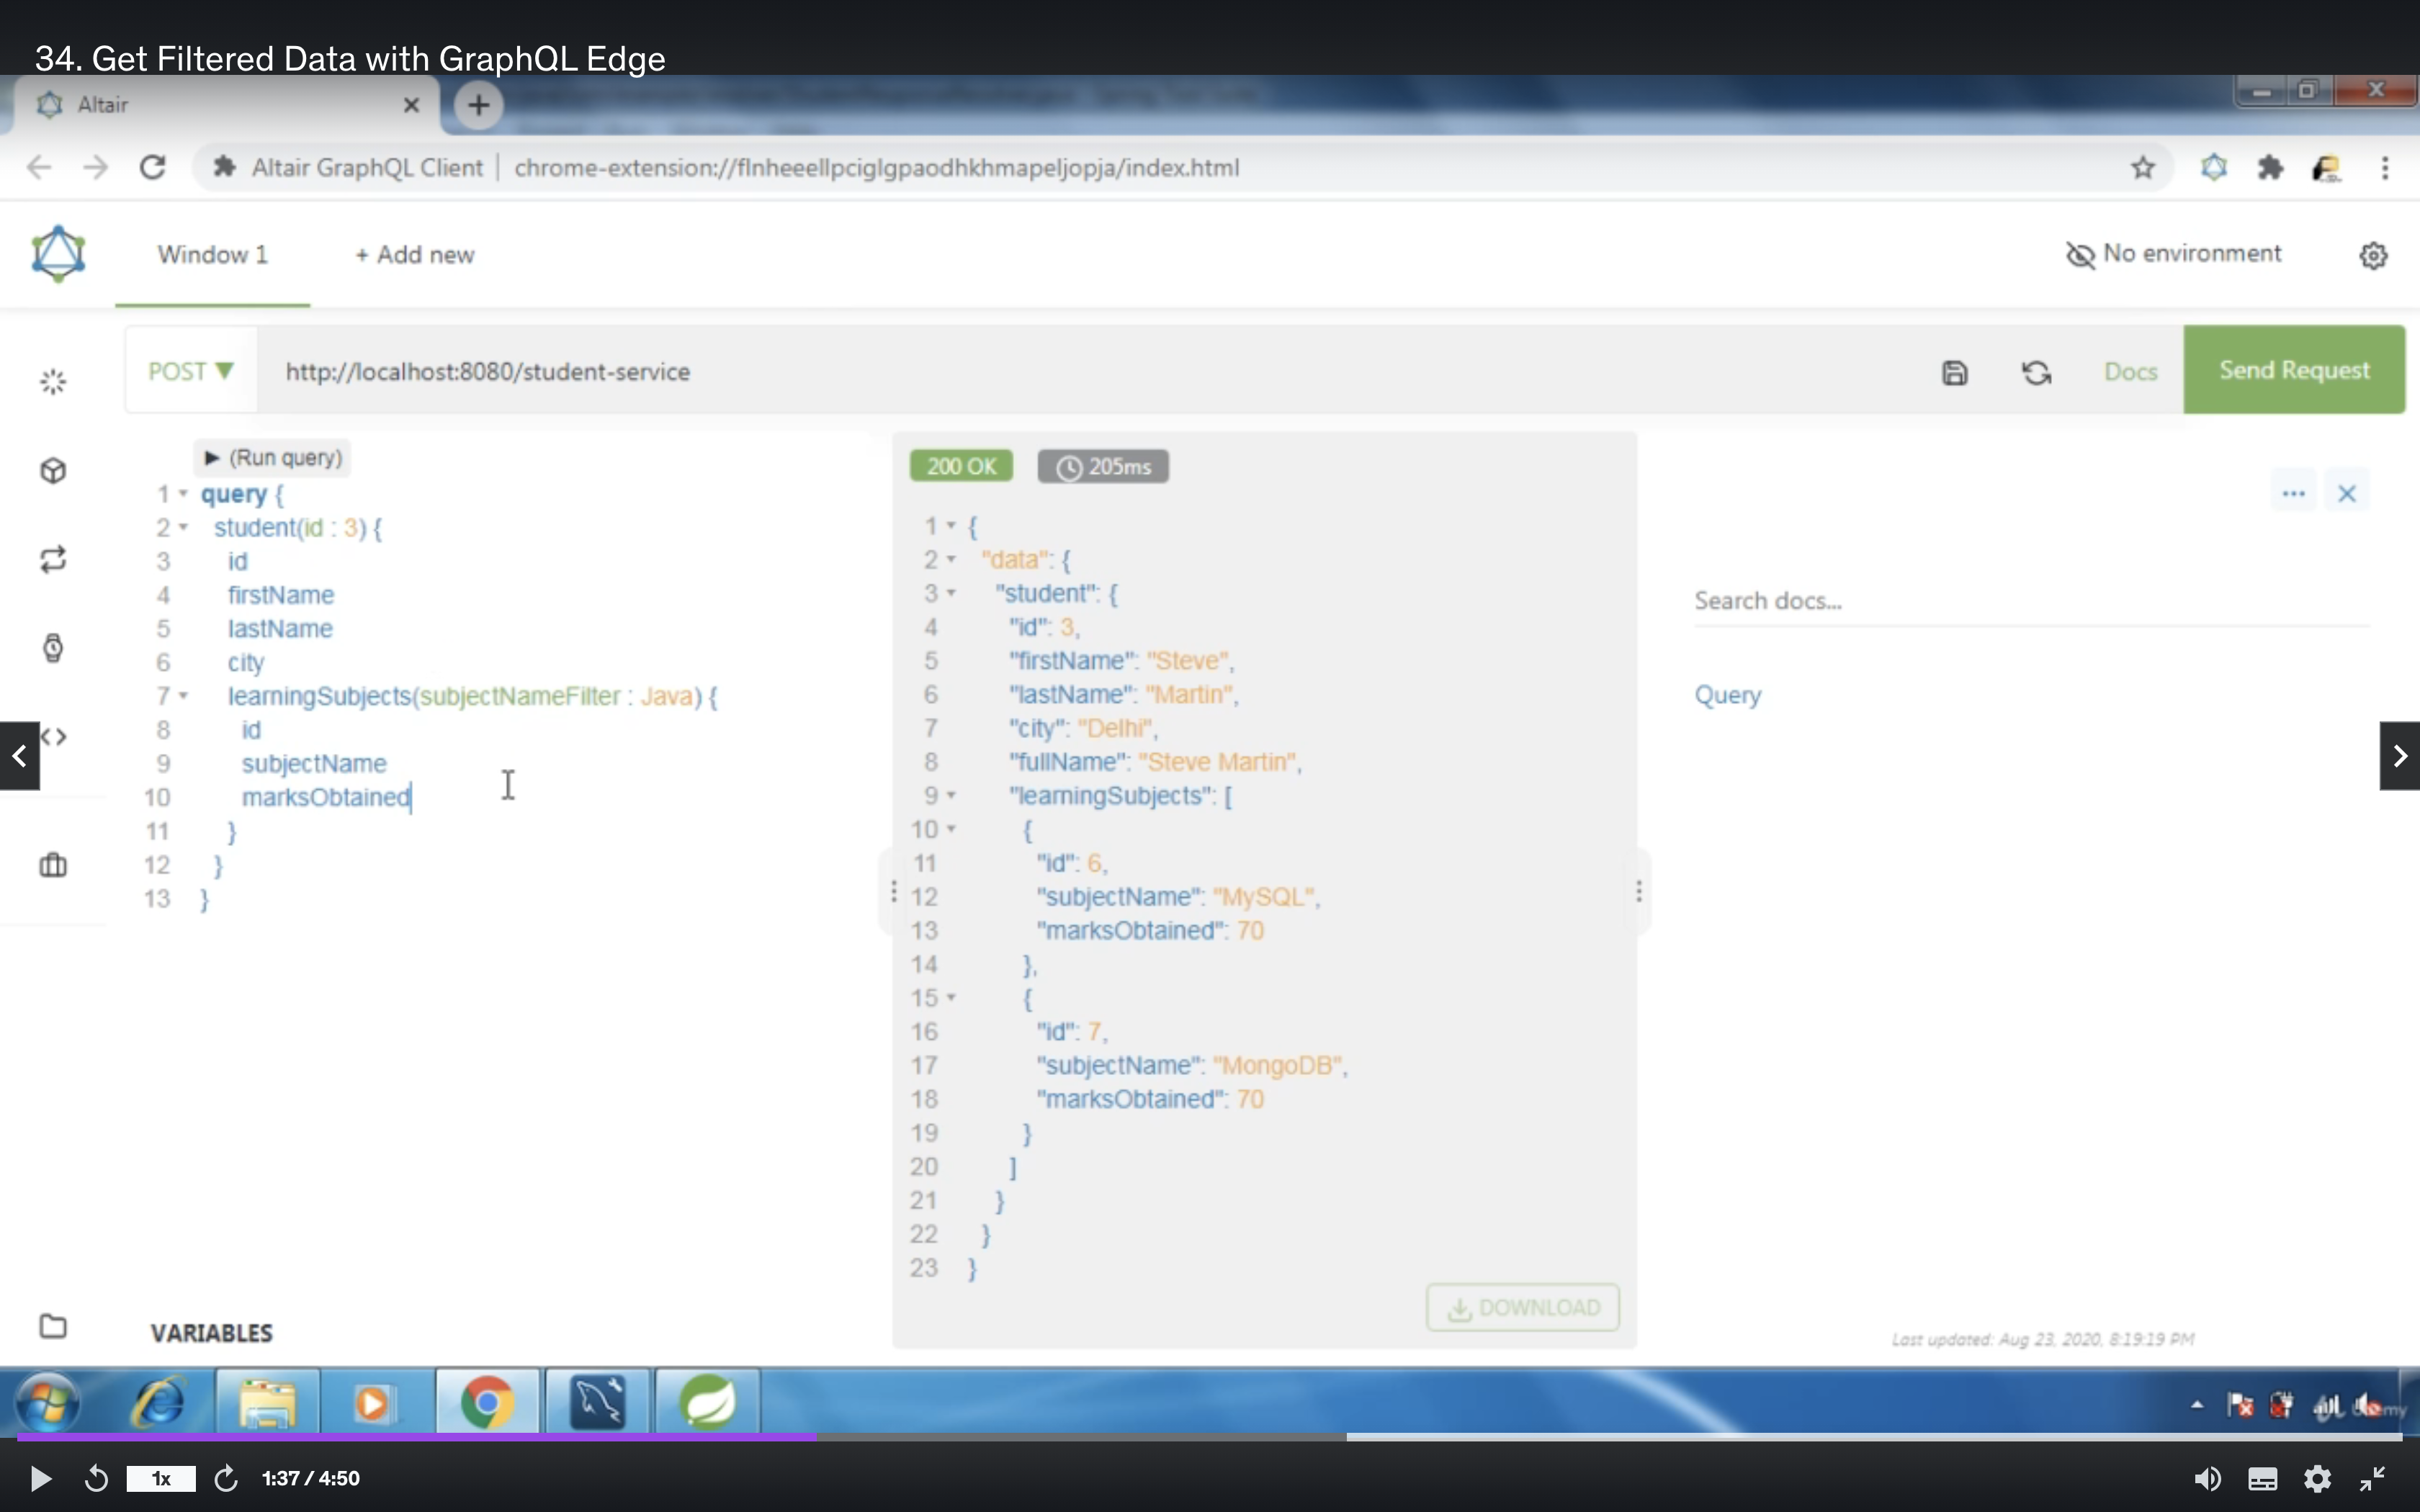 34. Get Filtered Data with GraphQL Edge
Altair
Altair GraphQL Client | chrome-extension://flnheeellpciglgpaodhkhmapeljopja/index.html
Window 1
+ Add new
No environment
POST
http://localhost:8080/student-service
Docs
Send Request
(Run query)
1 query {
2 student(id : 3) {
3 id
4 firstName
5 lastName
6 city
7 learningSubjects(subjectNameFilter : Java) {
8 id
9 subjectName
10 marksObtained
11 }
12 }
13 }
VARIABLES
200 OK
205ms
1 {
2 "data": {
3 "student": {
4 "id": 3,
5 "firstName": "Steve",
6 "lastName": "Martin",
7 "city": "Delhi",
8 "fullName": "Steve Martin",
9 "learningSubjects": [
10 {
11 "id": 6,
12 "subjectName": "MySQL",
13 "marksObtained": 70
14 },
15 {
16 "id": 7,
17 "subjectName": "MongoDB",
18 "marksObtained": 70
19 }
20 ]
21 }
22 }
23 }
DOWNLOAD
Search docs...
Query
Last updated: Aug 23, 2020, 8:19:19 PM
1x
1:37 / 4:50